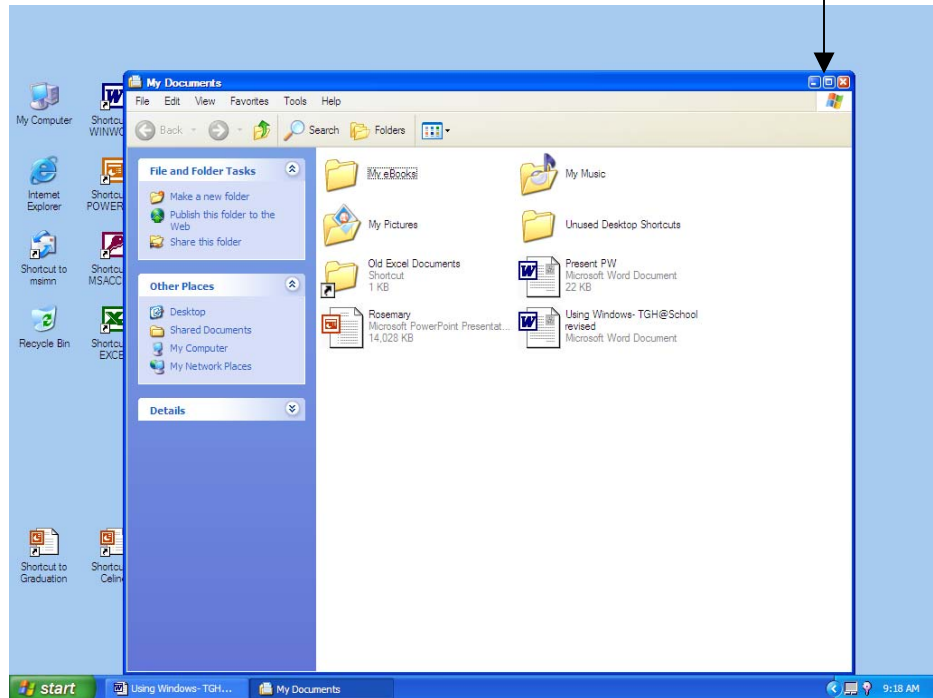 My Documents
File Edit View Favorites Tools Help
Back Search Folders
My Computer
Shortcu
WINWO
Internet
Explorer
Shortcu
POWER
Shortcut to
msimn
Shortcu
MSACC
Recycle Bin
Shortcu
EXCE
Shortcut to
Graduation
Shortcu
Celin
File and Folder Tasks
Make a new folder
Publish this folder to the
Web
Share this folder
Other Places
Desktop
Shared Documents
My Computer
My Network Places
Details
My eBooks
My Music
My Pictures
Unused Desktop Shortcuts
Old Excel Documents
Shortcut
1 KB
Present PW
Microsoft Word Document
22 KB
Rosemary
Microsoft PowerPoint Presentat...
14,028 KB
Using Windows- TGH@School
revised
Microsoft Word Document
start Using Windows- TGH... My Documents 9:18 AM